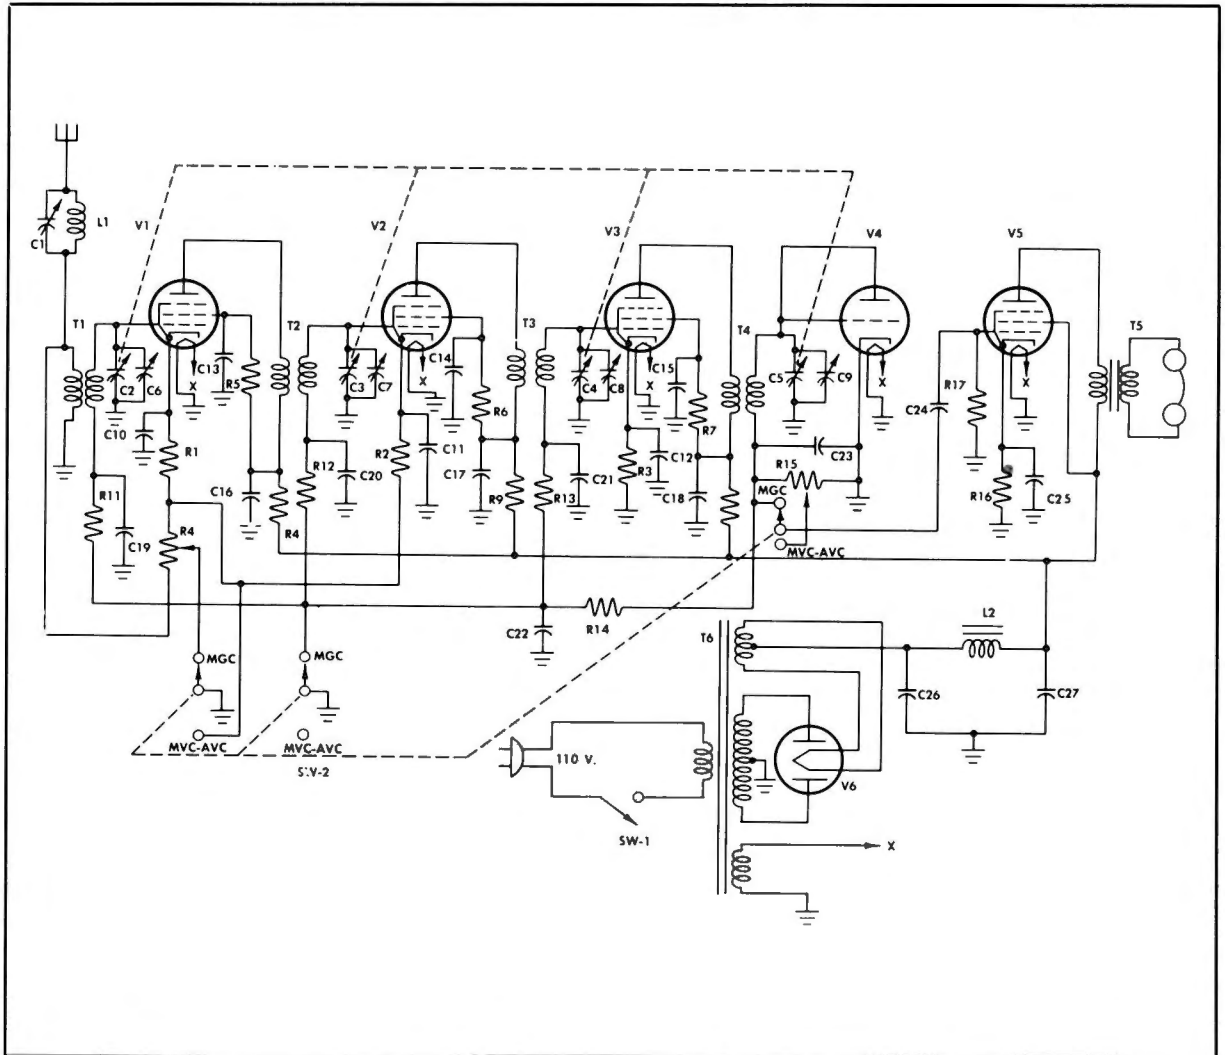 L1
C1
V1
V2
V3
V4
V5
T1
T2
T3
T4
T5
C2
C6
C13
R5
C3
C7
C14
C4
C8
C15
C5
C9
C10
R1
R12
C20
R2
C11
R6
C17
C21
R3
C12
R7
C18
C23
R15
MGC
R17
C24
R16
C25
R11
C19
R4
C16
R4
R9
R13
MVC-AVC
C22
R14
MGC
MGC
MVC-AVC
MVC-AVC
SW-2
X
X
X
X
X
T6
L2
C26
C27
110 V.
V6
SW-1
X